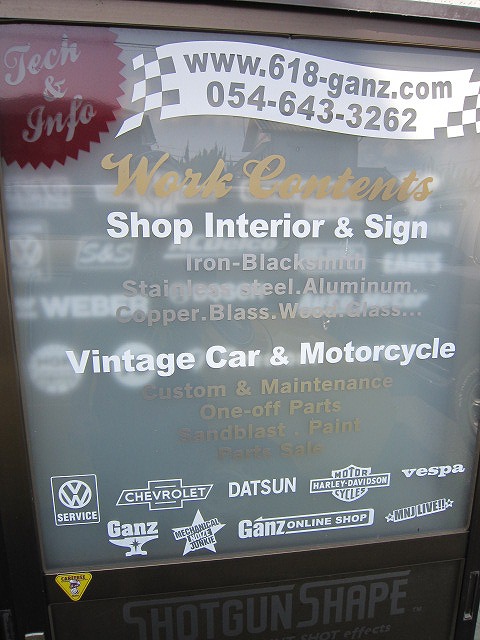 Tech
&
Info
www.618-ganz.com
054-643-3262
Work Contents
Shop Interior & Sign
Iron-Blacksmith
Stainless steel.Aluminum.
Copper.Blass.Wood.Glass...
WEBER
S&S
Vintage Car & Motorcycle
Custom & Maintenance
One-off Parts
Sandblast . Paint
Parts Sale
SERVICE
CHEVROLET
DATSUN
MOTOR
HARLEY-DAVIDSON
CYCLES
vespa
Ganz
MECHANICAL
NOIZE
JUNKIE
Ganz ONLINE SHOP
MNJ LIVE!!
SHOTGUN SHAPE